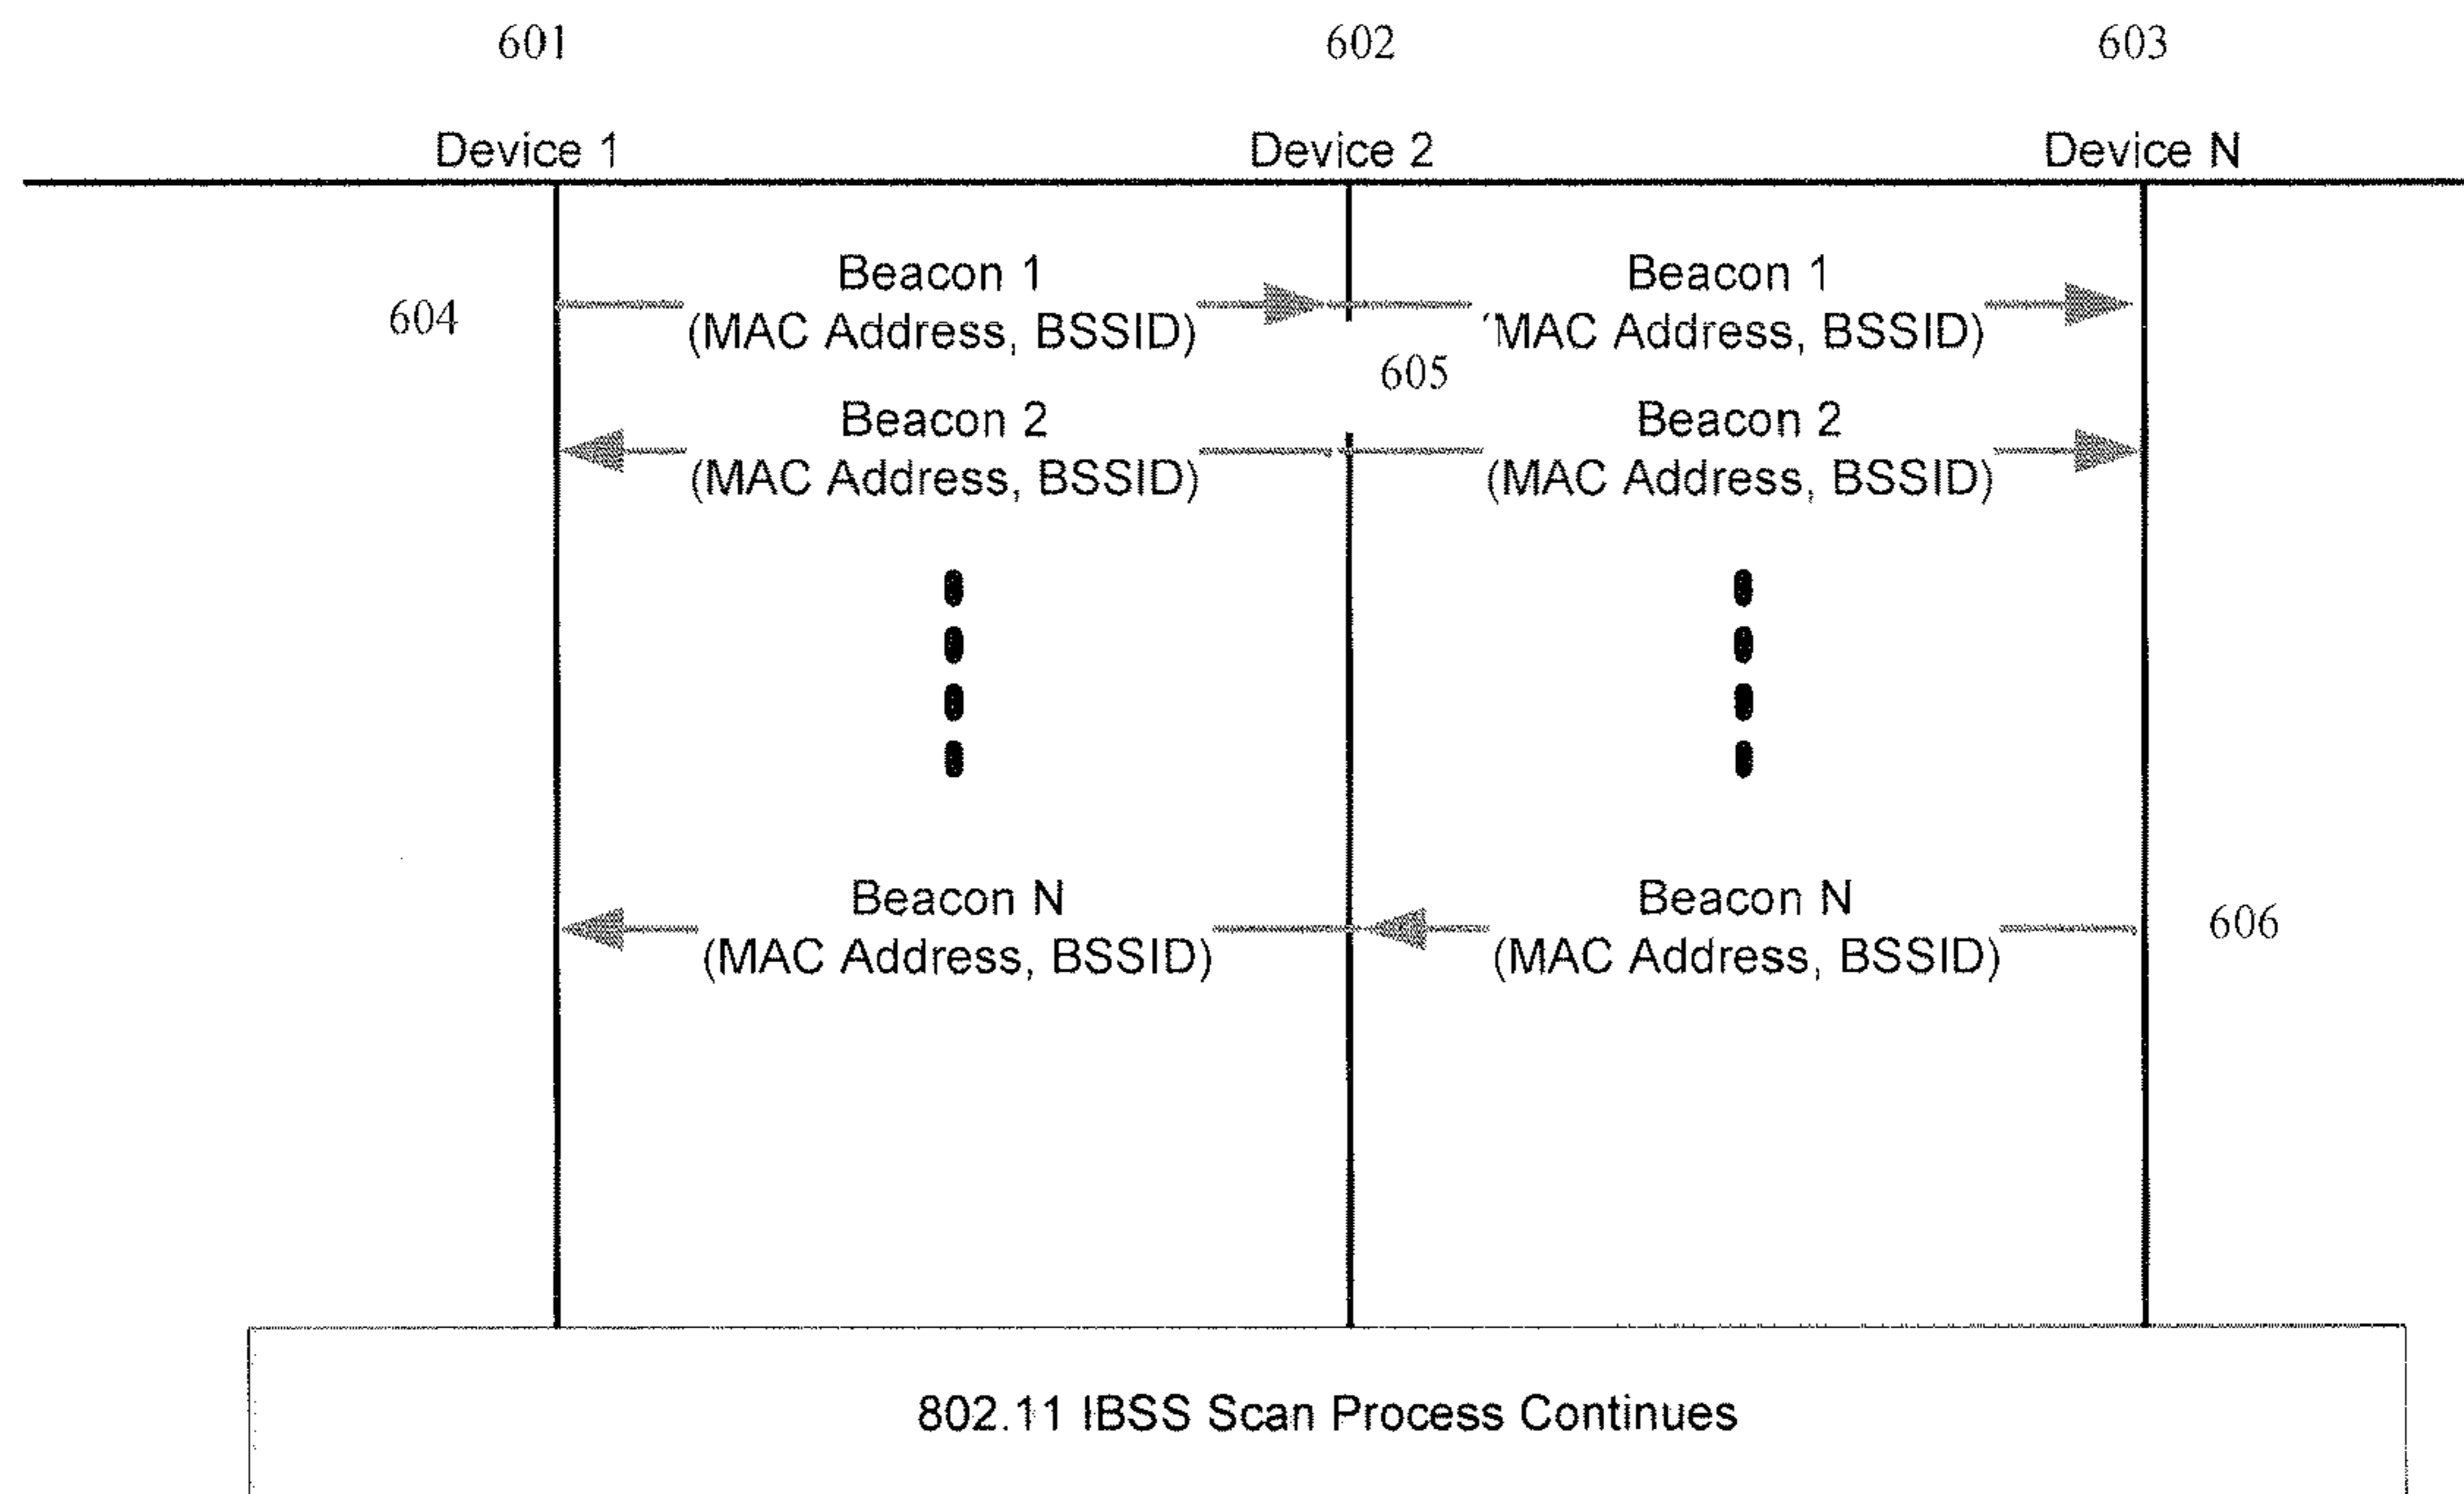 601 602 603
Device 1 Device 2 Device N
Beacon 1 Beacon 1
604 (MAC Address, BSSID) MAC Address, BSSID)
605
Beacon 2 Beacon 2
(MAC Address, BSSID) (MAC Address, BSSID)
Beacon N Beacon N
606
(MAC Address, BSSID) (MAC Address, BSSID)
802.11 IBSS Scan Process Continues